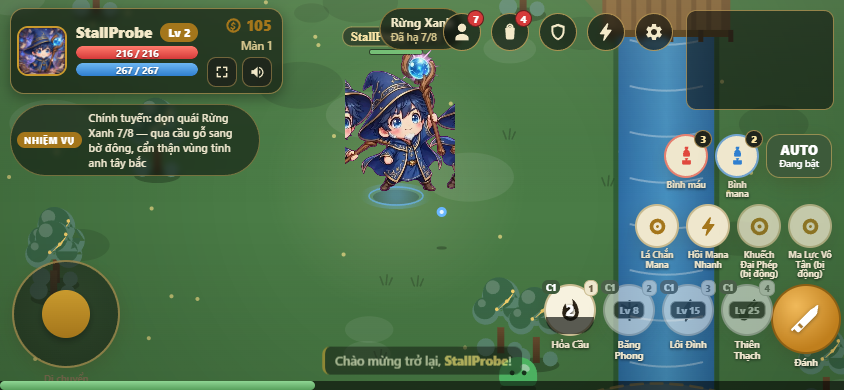 StallProbe Lv 2
105
216 / 216
Màn 1
267 / 267
Rừng Xanh
Đã hạ 7/8
7
4
NHIỆM VỤ
Chính tuyến: dọn quái Rừng
Xanh 7/8 — qua cầu gỗ sang
bờ đông, cẩn thận vùng tinh
anh tây bắc
3
2
AUTO
Đang bật
Bình máu
Bình
mana
Lá Chắn
Mana
Hồi Mana
Nhanh
Khuếch
Đại Phép
(bị động)
Ma Lực Vô
Tận (bị
động)
C1
1
2
Hỏa Cầu
C1
2
Lv 8
Băng
Phong
C1
3
Lv 15
Lôi Đình
C1
4
Lv 25
Thiên
Thạch
Đánh
Chào mừng trở lại, StallProbe!
Di chuyển